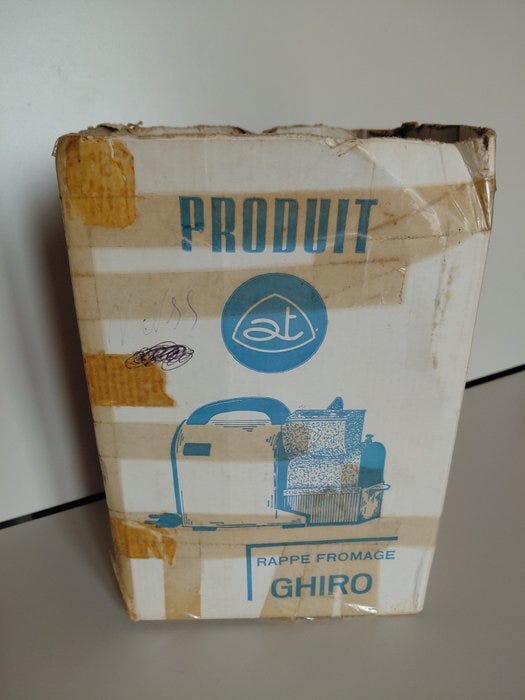 PRODUIT
at
RAPPE FROMAGE
GHIRO